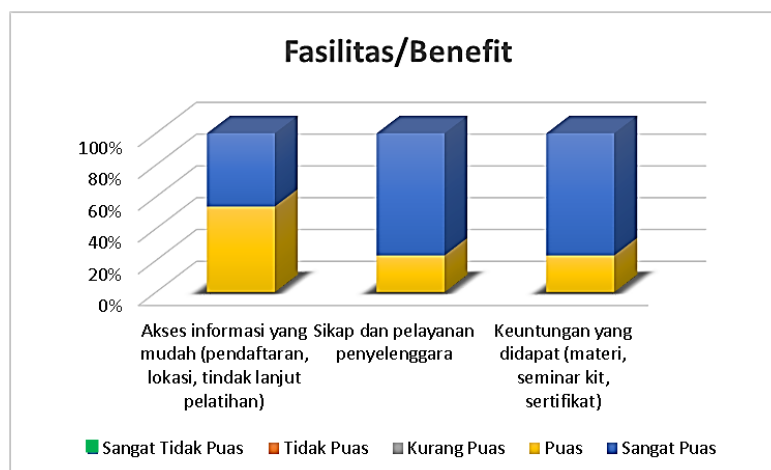 Fasilitas/Benefit
100%
80%
60%
40%
20%
0%
Akses informasi yang
mudah (pendaftaran,
lokasi, tindak lanjut
pelatihan)
Sikap dan pelayanan
penyelenggara
Keuntungan yang
didapat (materi,
seminar kit,
sertifikat)
Sangat Tidak Puas
Tidak Puas
Kurang Puas
Puas
Sangat Puas